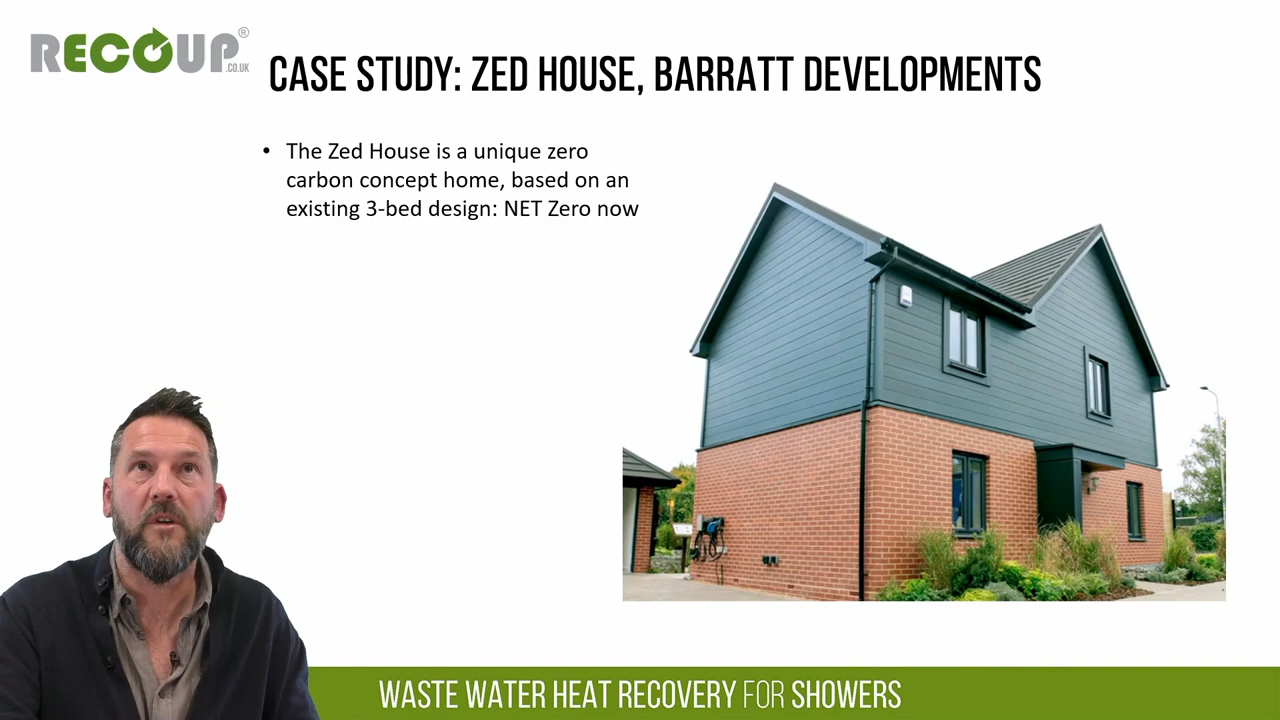 RECOUP®
.CO.UK
CASE STUDY: ZED HOUSE, BARRATT DEVELOPMENTS
• The Zed House is a unique zero
carbon concept home, based on an
existing 3-bed design: NET Zero now
WASTE WATER HEAT RECOVERY FOR SHOWERS